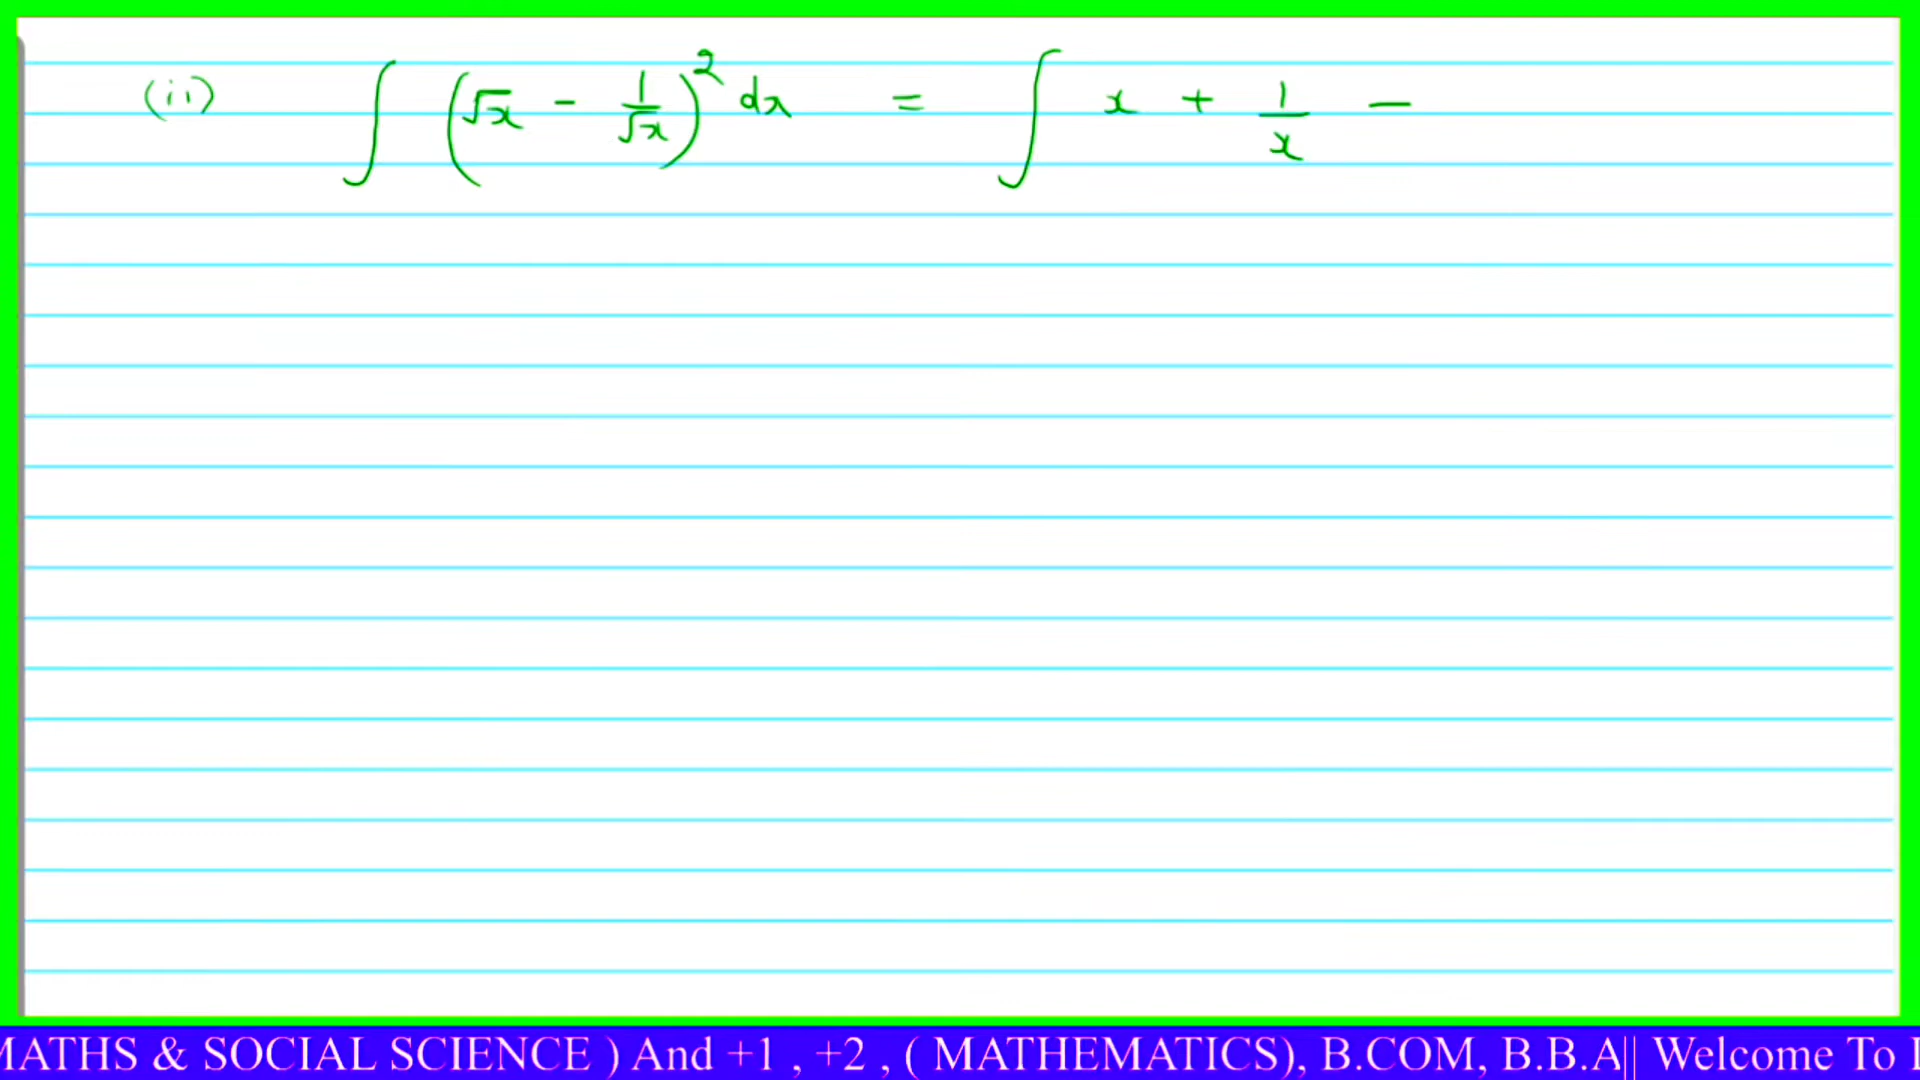 (ii) ∫ (√x - 1/√x)² dx = ∫ x + 1/x -
MATHS & SOCIAL SCIENCE ) And +1 , +2 , ( MATHEMATICS), B.COM, B.B.A|| Welcome To